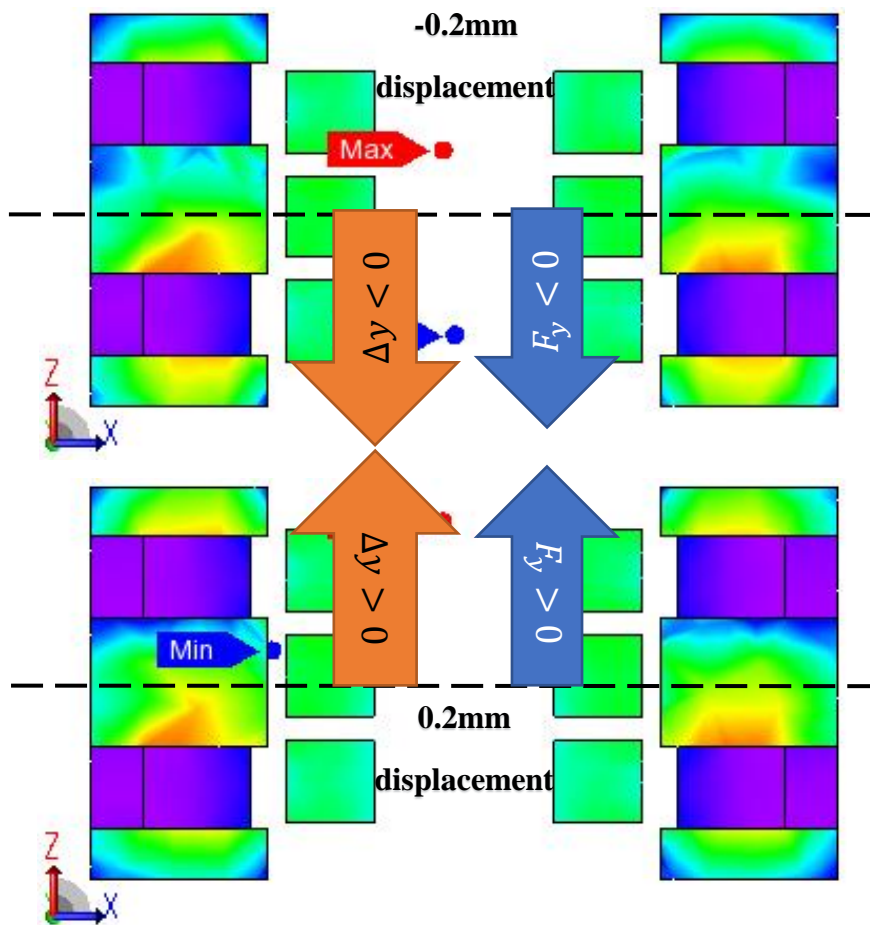 -0.2mm
displacement
Max
Δy < 0
F_y < 0
Z
X
Δy > 0
F_y > 0
Min
0.2mm
displacement
Z
X